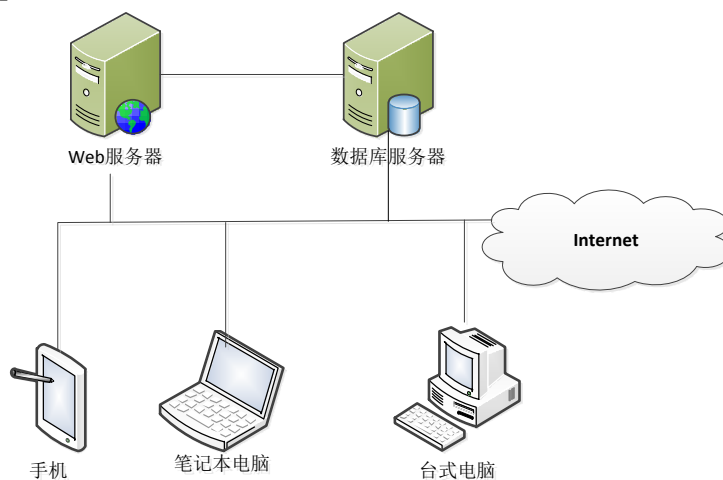 Web服务器
数据库服务器
Internet
手机
笔记本电脑
台式电脑